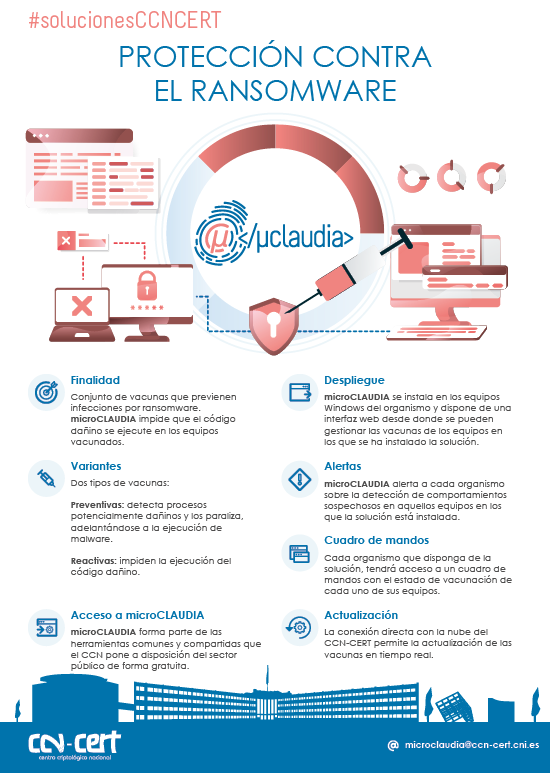 #solucionesCCNCERT
PROTECCIÓN CONTRA
EL RANSOMWARE
@ </µclaudia>
*****
Finalidad
Conjunto de vacunas que previenen
infecciones por ransomware.
microCLAUDIA impide que el código
dañino se ejecute en los equipos
vacunados.
Variantes
Dos tipos de vacunas:
Preventivas: detecta procesos
potencialmente dañinos y los paraliza,
adelantándose a la ejecución de
malware.
Reactivas: impiden la ejecución del
código dañino.
Acceso a microCLAUDIA
microCLAUDIA forma parte de las
herramientas comunes y compartidas que
el CCN pone a disposición del sector
público de forma gratuita.
Despliegue
microCLAUDIA se instala en los equipos
Windows del organismo y dispone de una
interfaz web desde donde se pueden
gestionar las vacunas de los equipos en
los que se ha instalado la solución.
Alertas
microCLAUDIA alerta a cada organismo
sobre la detección de comportamientos
sospechosos en aquellos equipos en los
que la solución está instalada.
Cuadro de mandos
Cada organismo que disponga de la
solución, tendrá acceso a un cuadro de
mandos con el estado de vacunación de
cada uno de sus equipos.
Actualización
La conexión directa con la nube del
CCN-CERT permite la actualización de las
vacunas en tiempo real.
ccn-cert
centro criptológico nacional
@ microclaudia@ccn-cert.cni.es